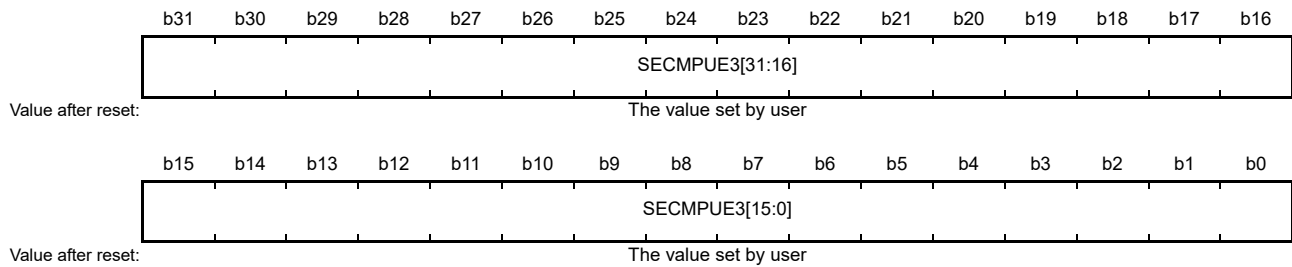 b31 b30 b29 b28 b27 b26 b25 b24 b23 b22 b21 b20 b19 b18 b17 b16
SECMPUE3[31:16]
Value after reset: The value set by user
b15 b14 b13 b12 b11 b10 b9 b8 b7 b6 b5 b4 b3 b2 b1 b0
SECMPUE3[15:0]
Value after reset: The value set by user